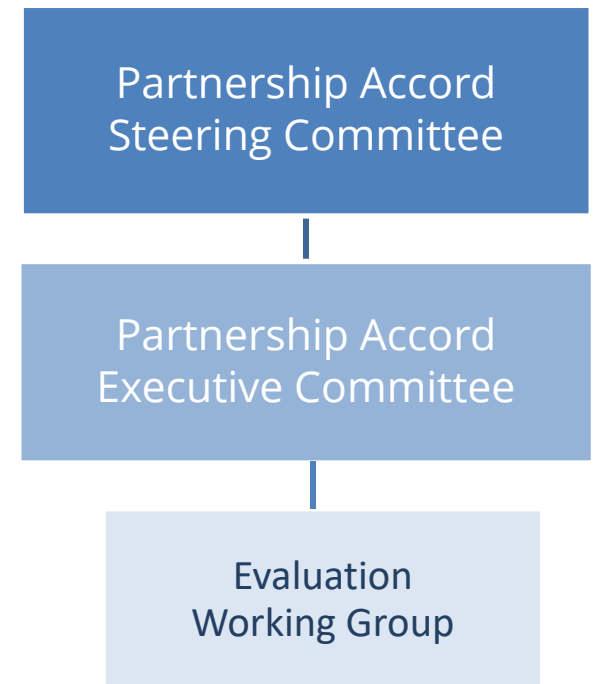 Partnership Accord
Steering Committee
Partnership Accord
Executive Committee
Evaluation
Working Group